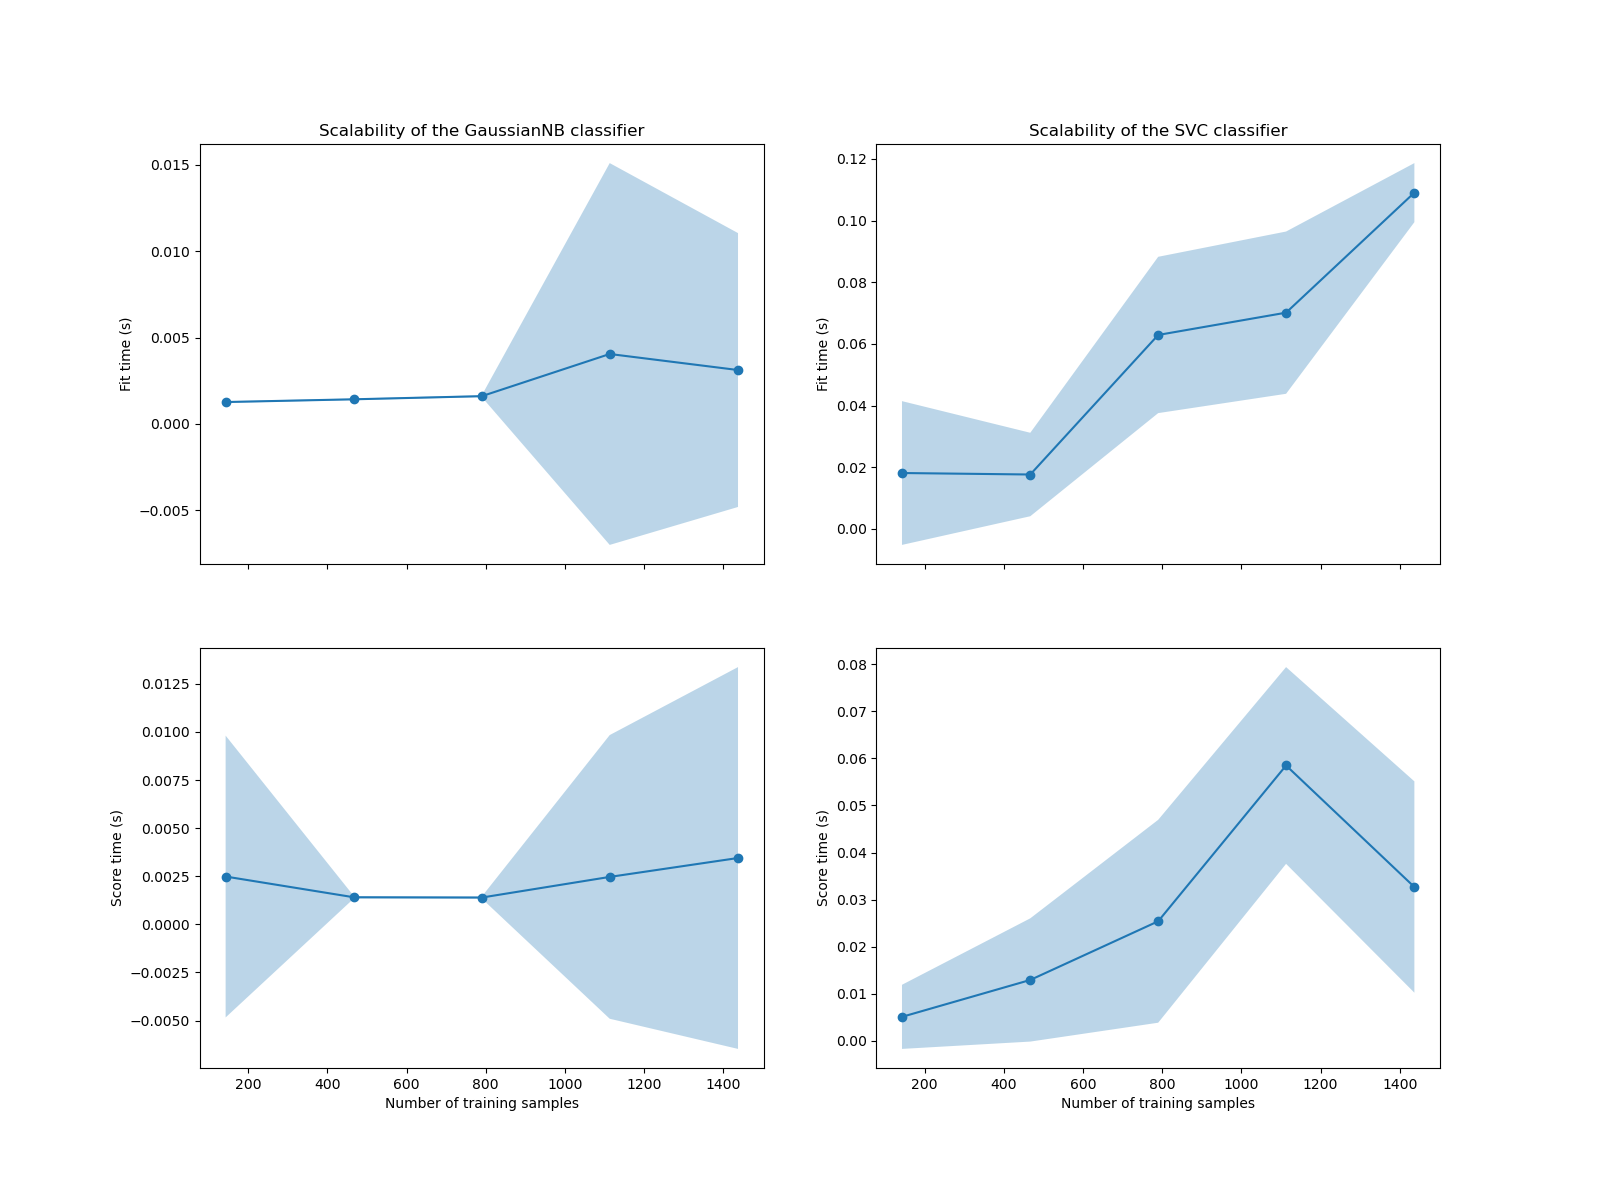 Scalability of the GaussianNB classifier
0.015
0.010
0.005
0.000
−0.005
Fit time (s)
Scalability of the SVC classifier
0.12
0.10
0.08
0.06
0.04
0.02
0.00
Fit time (s)
0.0125
0.0100
0.0075
0.0050
0.0025
0.0000
−0.0025
−0.0050
Score time (s)
200 400 600 800 1000 1200 1400
Number of training samples
0.08
0.07
0.06
0.05
0.04
0.03
0.02
0.01
0.00
Score time (s)
200 400 600 800 1000 1200 1400
Number of training samples